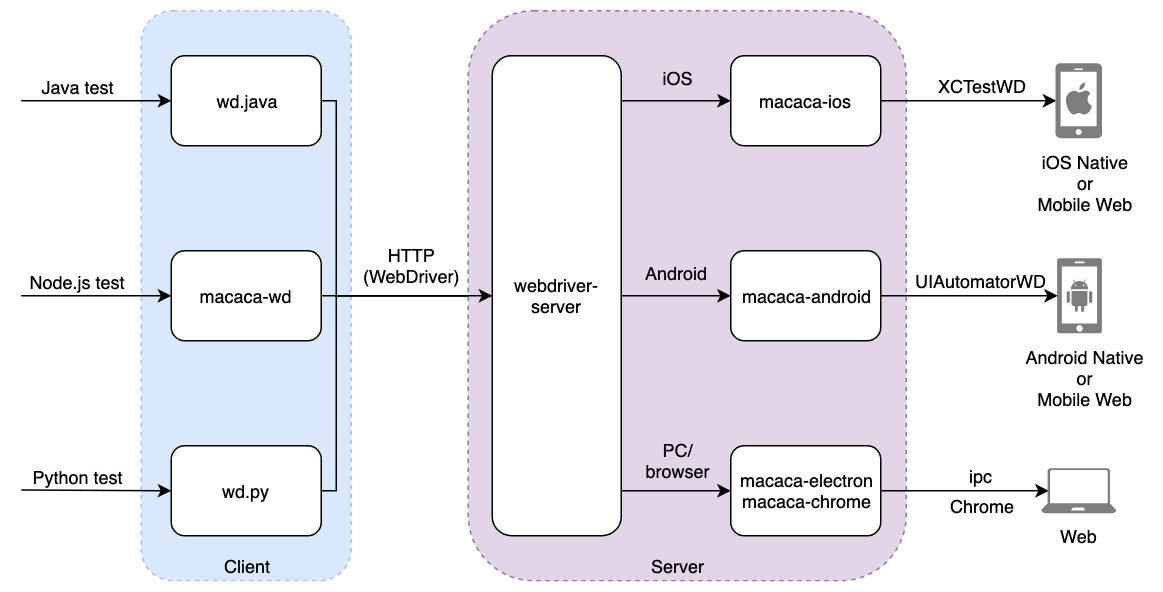 Java test
wd.java
iOS
macaca-ios
XCTestWD
iOS Native
or
Mobile Web
Node.js test
macaca-wd
HTTP
(WebDriver)
webdriver-
server
Android
macaca-android
UIAutomatorWD
Android Native
or
Mobile Web
Python test
wd.py
PC/
browser
macaca-electron
macaca-chrome
ipc
Chrome
Web
Client
Server